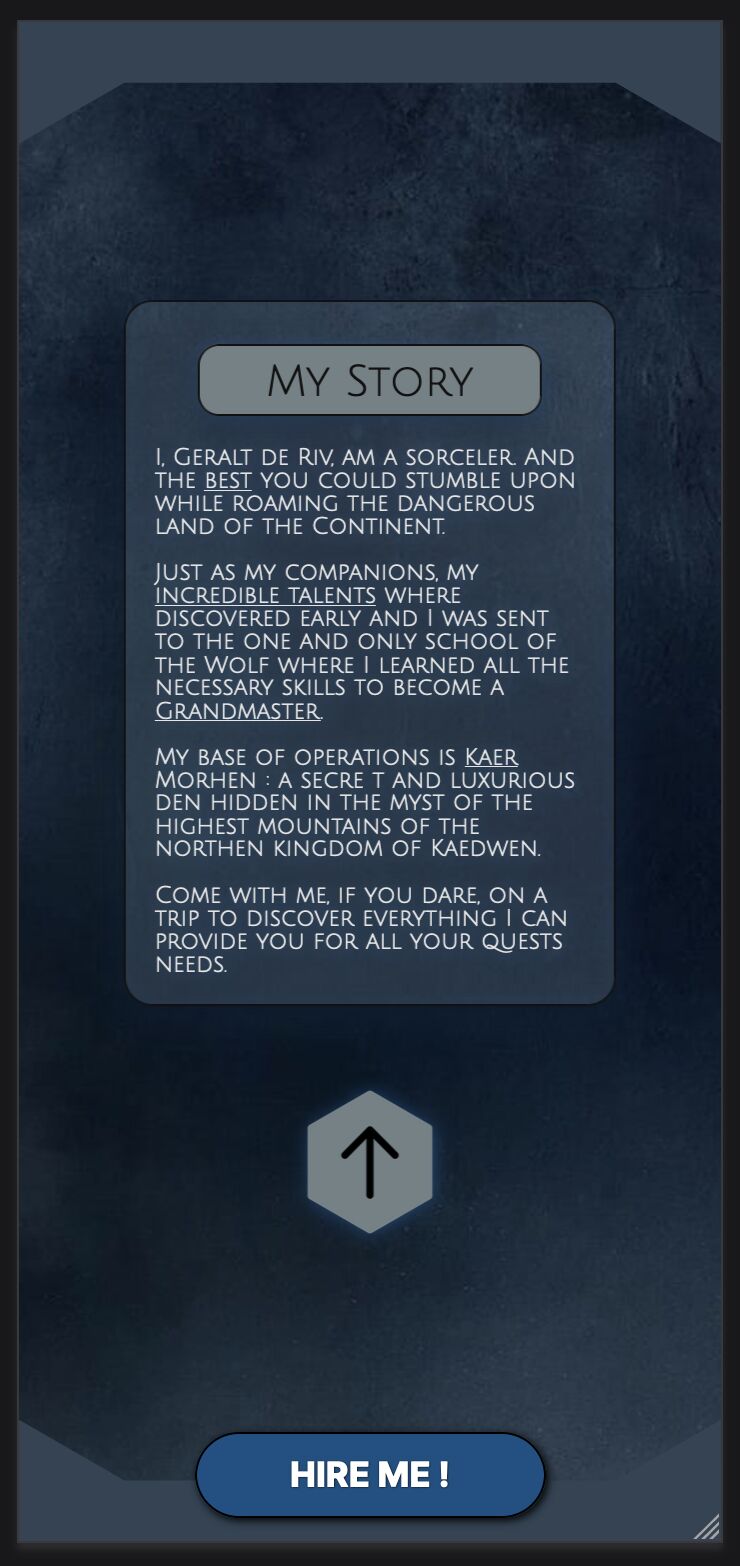 My Story
I, Geralt de Riv, am a sorceler. And
the best you could stumble upon
while roaming the dangerous
land of the Continent.
Just as my companions, my
incredible talents where
discovered early and I was sent
to the one and only school of
the Wolf where I learned all the
necessary skills to become a
Grandmaster.
My base of operations is Kaer
Morhen : a secre t and luxurious
den hidden in the myst of the
highest mountains of the
northen kingdom of Kaedwen.
Come with me, if you dare, on a
trip to discover everything I can
provide you for all your quests
needs.
HIRE ME !